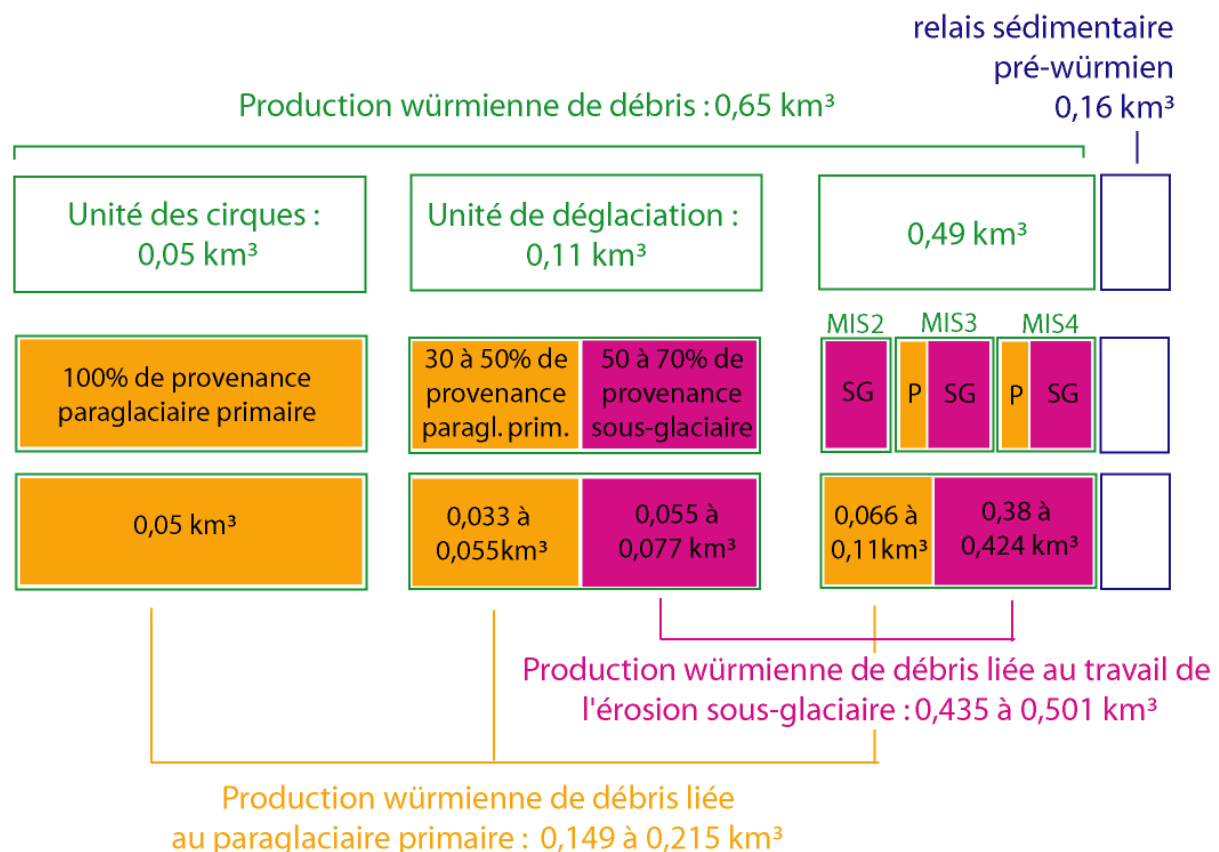 relais sédimentaire
pré-würmien
0,16 km³
Production würmienne de débris : 0,65 km³
Unité des cirques :
0,05 km³
Unité de déglaciation :
0,11 km³
0,49 km³
MIS2
MIS3
MIS4
100% de provenance
paraglaciaire primaire
30 à 50% de
provenance
paragl. prim.
50 à 70% de
provenance
sous-glaciaire
SG
P
SG
P
SG
0,05 km³
0,033 à
0,055km³
0,055 à
0,077 km³
0,066 à
0,11km³
0,38 à
0,424 km³
Production würmienne de débris liée au travail de
l'érosion sous-glaciaire : 0,435 à 0,501 km³
Production würmienne de débris liée
au paraglaciaire primaire : 0,149 à 0,215 km³